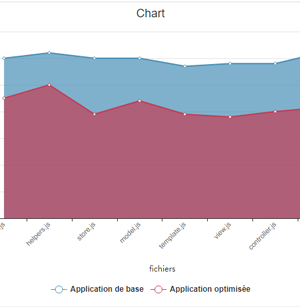 Chart
.js
helpers.js
store.js
model.js
template.js
view.js
controller.js
fichiers
Application de base Application optimisée